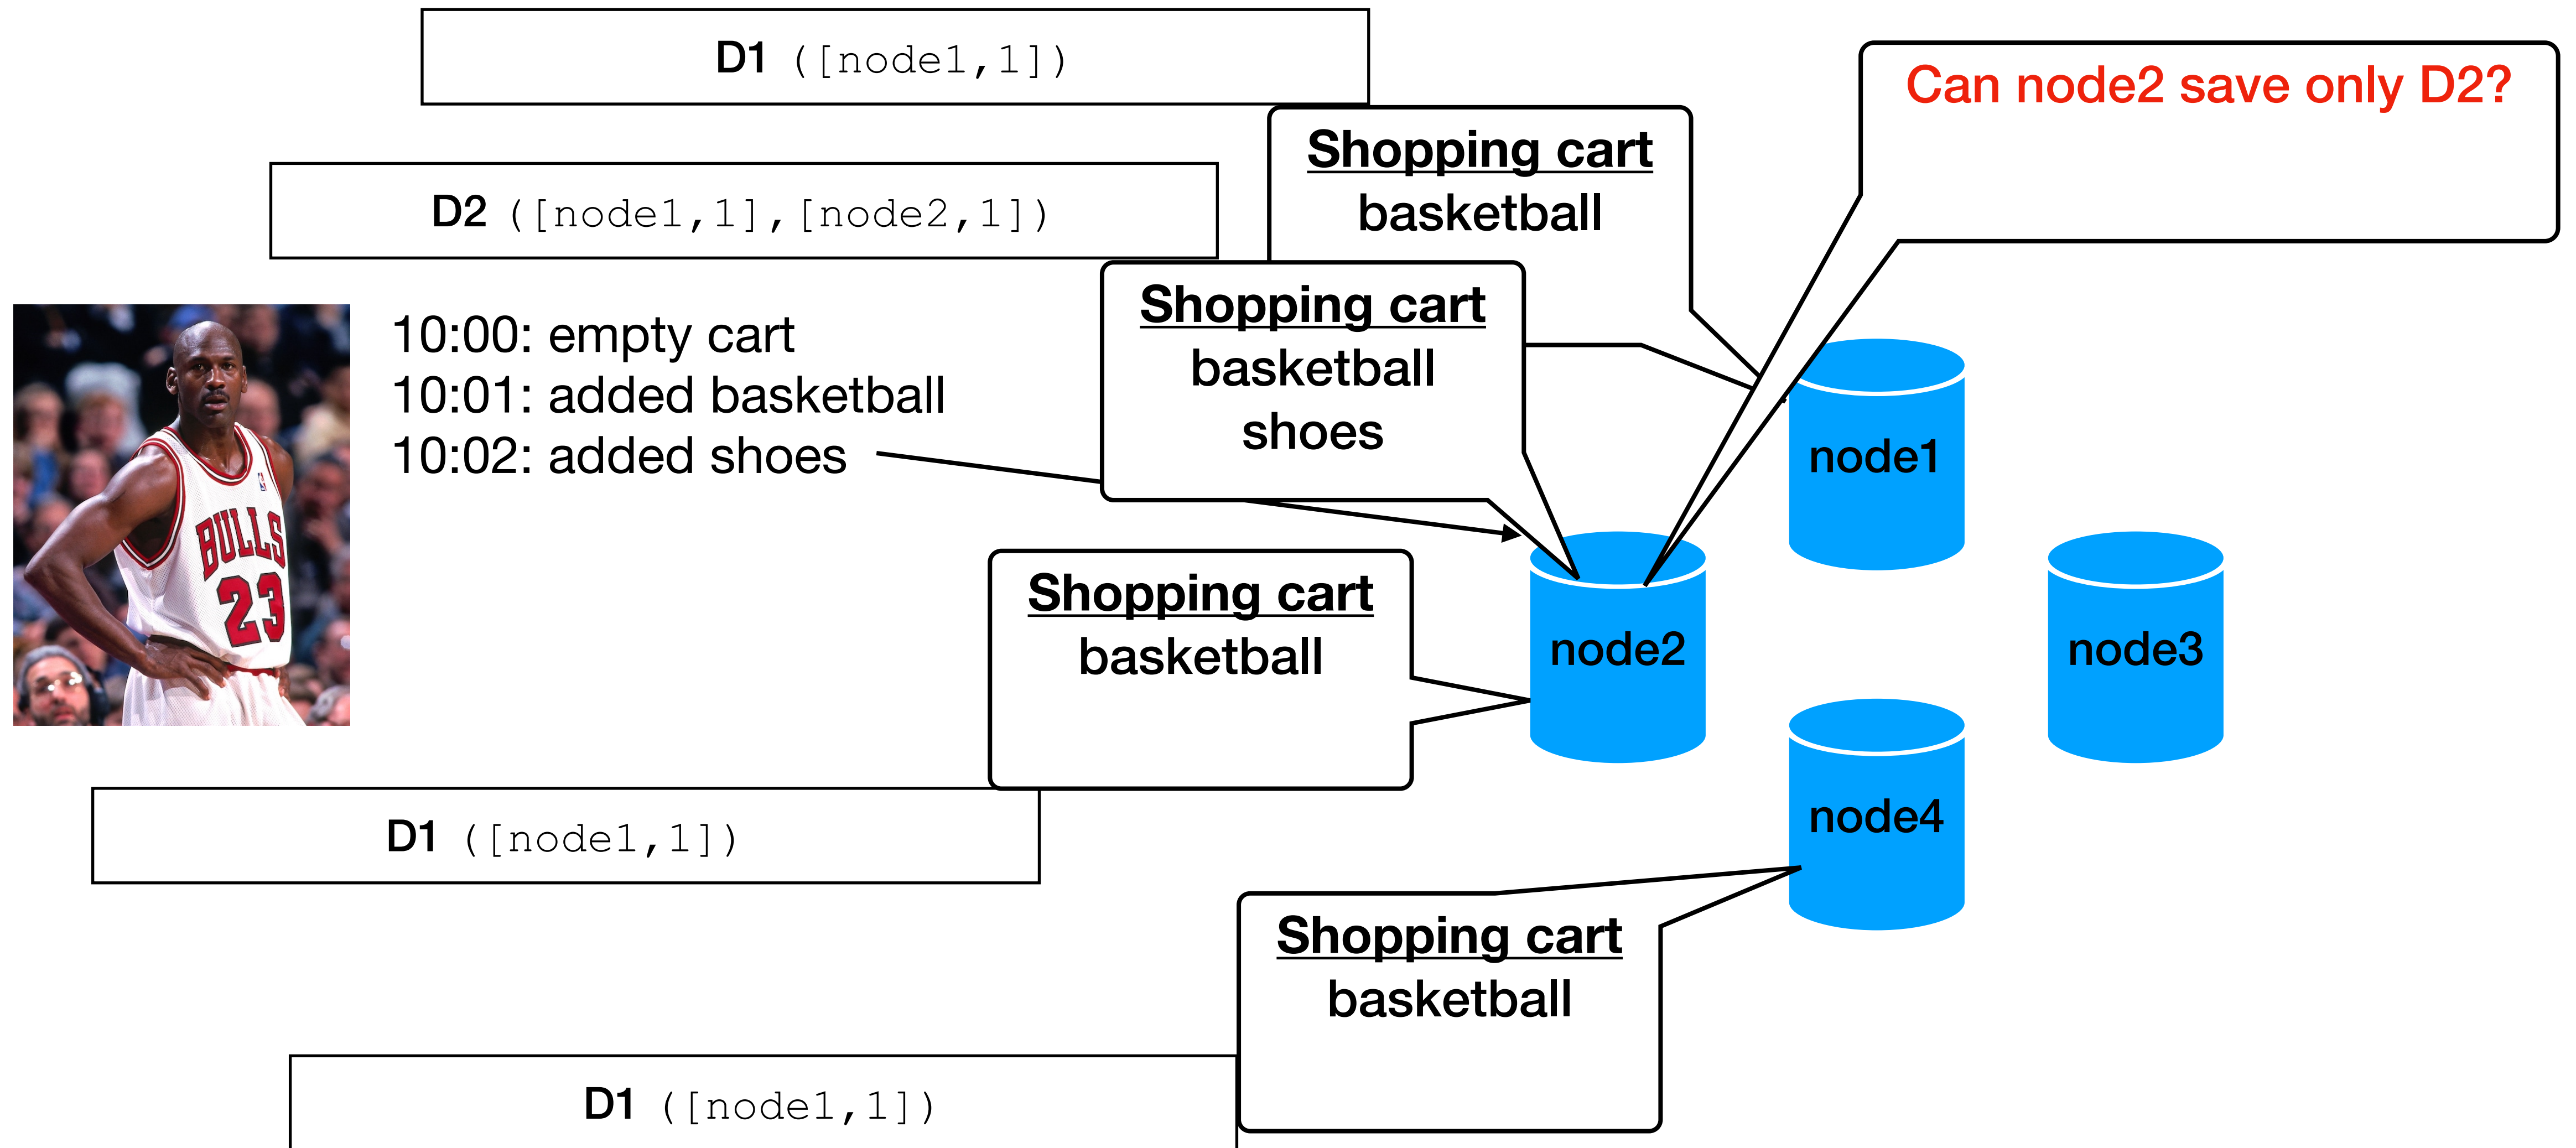 D1 ([node1,1])
Can node2 save only D2?
Shopping cart
basketball
D2 ([node1,1],[node2,1])
Shopping cart
basketball
shoes
10:00: empty cart
10:01: added basketball
10:02: added shoes
BULLS
23
node1
node2
node3
node4
Shopping cart
basketball
D1 ([node1,1])
Shopping cart
basketball
D1 ([node1,1])